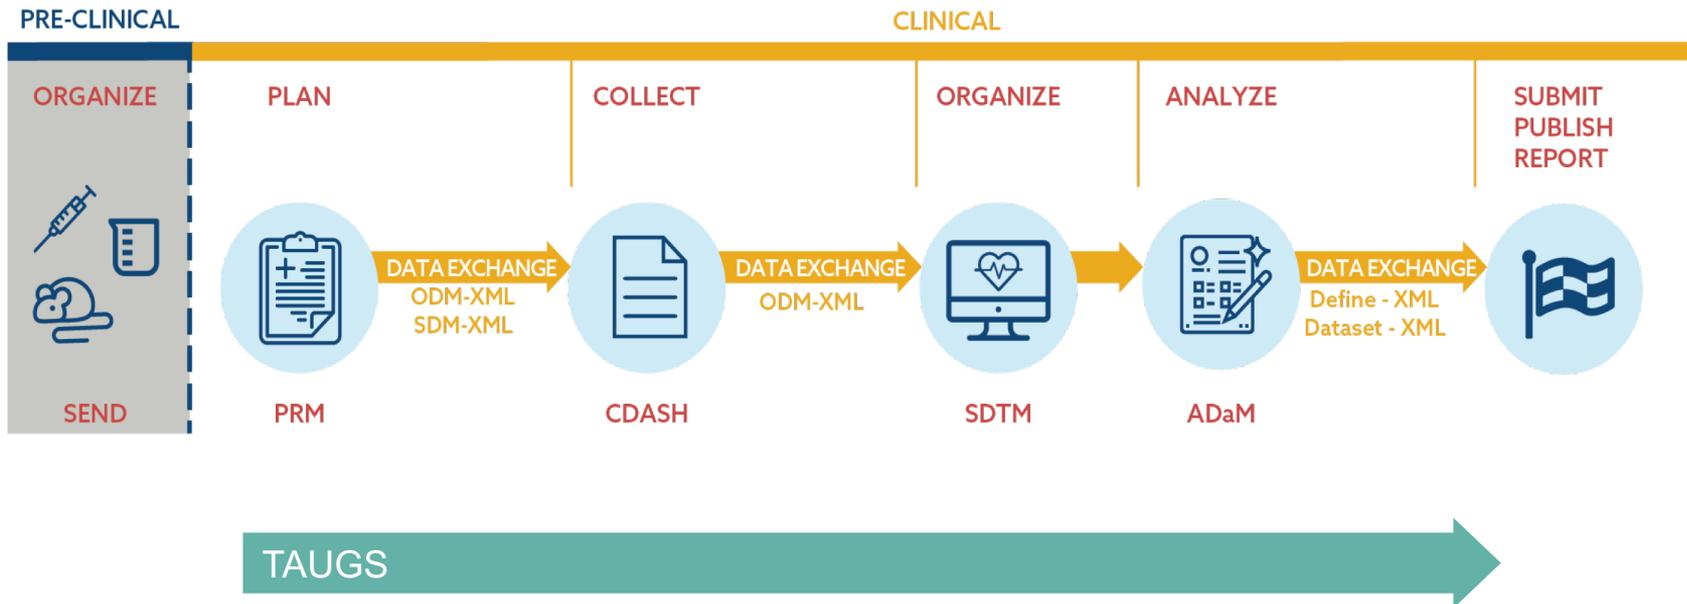 PRE-CLINICAL
CLINICAL
ORGANIZE
PLAN
COLLECT
ORGANIZE
ANALYZE
SUBMIT
PUBLISH
REPORT
DATA EXCHANGE
ODM-XML
SDM-XML
DATA EXCHANGE
ODM-XML
DATA EXCHANGE
Define - XML
Dataset - XML
SEND
PRM
CDASH
SDTM
ADaM
TAUGS